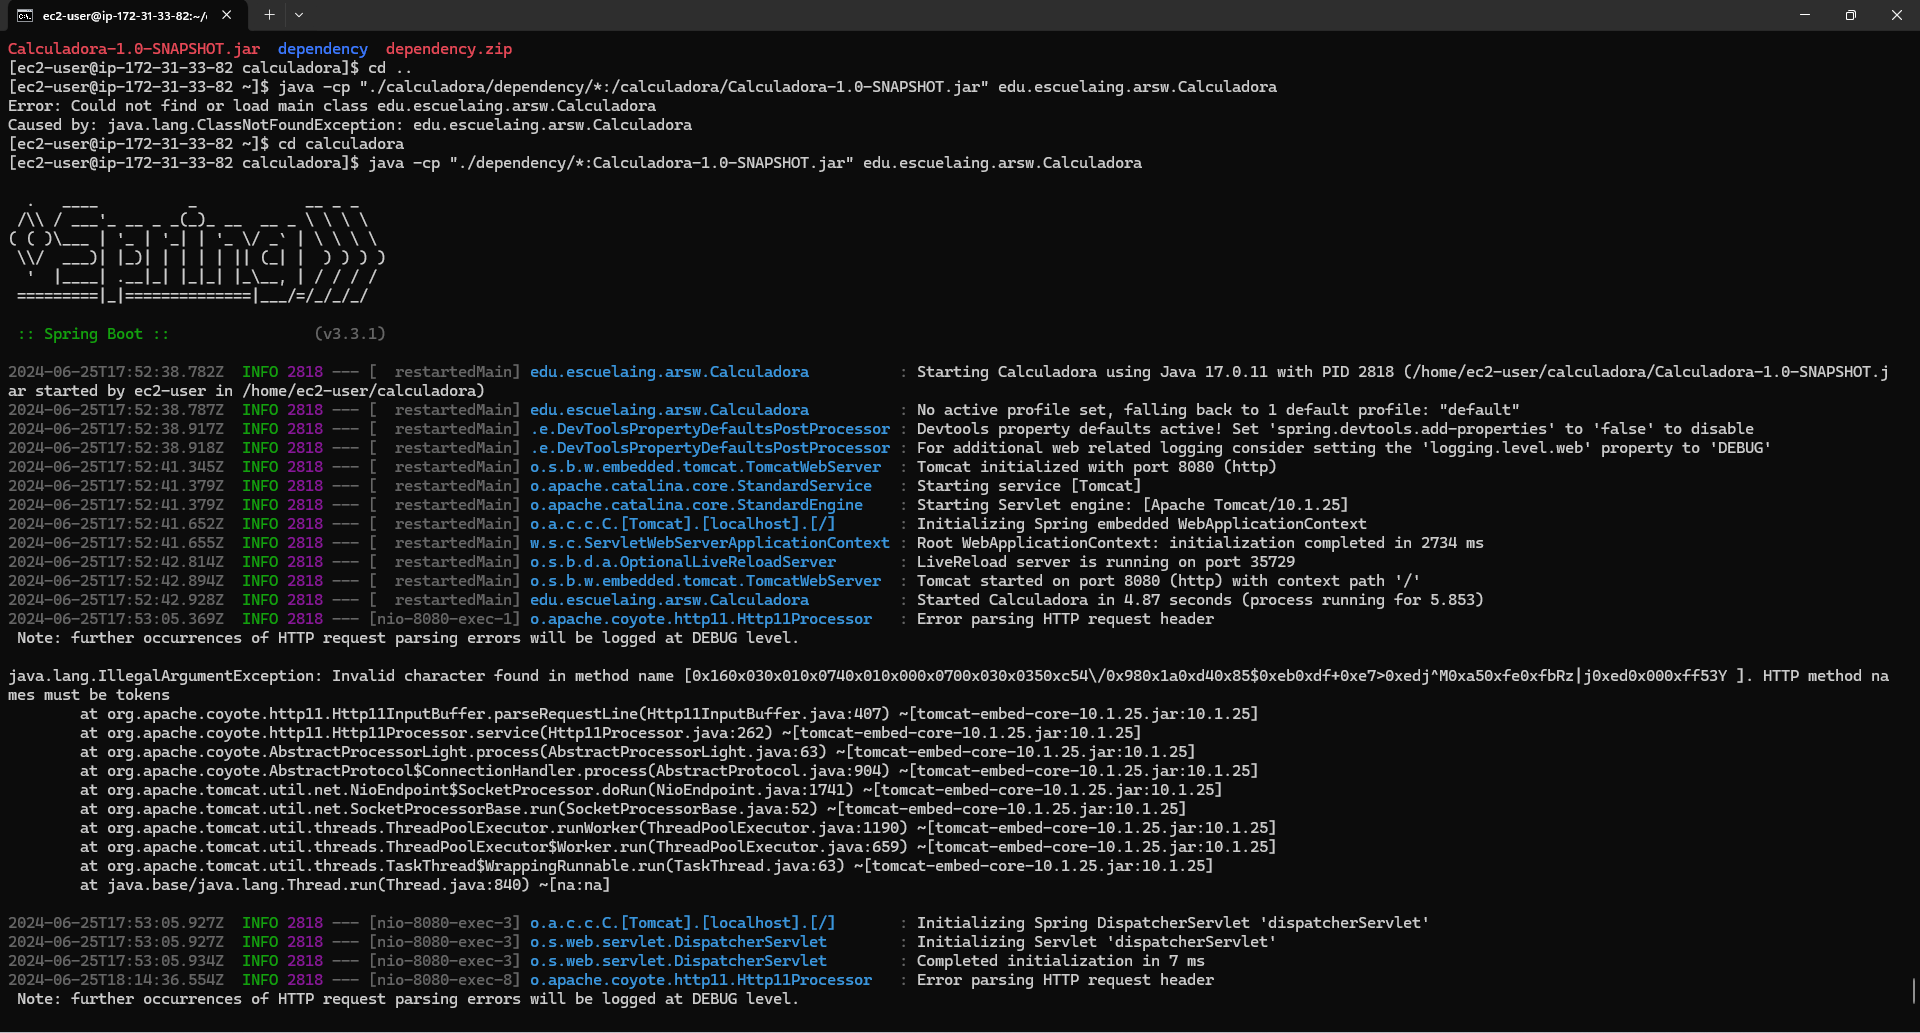 ec2-user@ip-172-31-33-82:~/c
Calculadora-1.0-SNAPSHOT.jar  dependency  dependency.zip
[ec2-user@ip-172-31-33-82 calculadora]$ cd ..
[ec2-user@ip-172-31-33-82 ~]$ java -cp "./calculadora/dependency/*:/calculadora/Calculadora-1.0-SNAPSHOT.jar" edu.escuelaing.arsw.Calculadora
Error: Could not find or load main class edu.escuelaing.arsw.Calculadora
Caused by: java.lang.ClassNotFoundException: edu.escuelaing.arsw.Calculadora
[ec2-user@ip-172-31-33-82 ~]$ cd calculadora
[ec2-user@ip-172-31-33-82 calculadora]$ java -cp "./dependency/*:Calculadora-1.0-SNAPSHOT.jar" edu.escuelaing.arsw.Calculadora
  .   ____          _            __ _ _
 /\\ / ___'_ __ _ _(_)_ __  __ _ \ \ \ \
( ( )\___ | '_ | '_| | '_ \/ _` | \ \ \ \
 \\/  ___)| |_)| | | | | || (_| |  ) ) ) )
  '  |____| .__|_| |_|_| |_\__, | / / / /
 =========|_|==============|___/=/_/_/_/
 :: Spring Boot ::                (v3.3.1)
2024-06-25T17:52:38.782Z  INFO 2818 --- [  restartedMain] edu.escuelaing.arsw.Calculadora          : Starting Calculadora using Java 17.0.11 with PID 2818 (/home/ec2-user/calculadora/Calculadora-1.0-SNAPSHOT.j
ar started by ec2-user in /home/ec2-user/calculadora)
2024-06-25T17:52:38.787Z  INFO 2818 --- [  restartedMain] edu.escuelaing.arsw.Calculadora          : No active profile set, falling back to 1 default profile: "default"
2024-06-25T17:52:38.917Z  INFO 2818 --- [  restartedMain] .e.DevToolsPropertyDefaultsPostProcessor : Devtools property defaults active! Set 'spring.devtools.add-properties' to 'false' to disable
2024-06-25T17:52:38.918Z  INFO 2818 --- [  restartedMain] .e.DevToolsPropertyDefaultsPostProcessor : For additional web related logging consider setting the 'logging.level.web' property to 'DEBUG'
2024-06-25T17:52:41.345Z  INFO 2818 --- [  restartedMain] o.s.b.w.embedded.tomcat.TomcatWebServer  : Tomcat initialized with port 8080 (http)
2024-06-25T17:52:41.379Z  INFO 2818 --- [  restartedMain] o.apache.catalina.core.StandardService   : Starting service [Tomcat]
2024-06-25T17:52:41.379Z  INFO 2818 --- [  restartedMain] o.apache.catalina.core.StandardEngine    : Starting Servlet engine: [Apache Tomcat/10.1.25]
2024-06-25T17:52:41.652Z  INFO 2818 --- [  restartedMain] o.a.c.c.C.[Tomcat].[localhost].[/]       : Initializing Spring embedded WebApplicationContext
2024-06-25T17:52:41.655Z  INFO 2818 --- [  restartedMain] w.s.c.ServletWebServerApplicationContext : Root WebApplicationContext: initialization completed in 2734 ms
2024-06-25T17:52:42.814Z  INFO 2818 --- [  restartedMain] o.s.b.d.a.OptionalLiveReloadServer       : LiveReload server is running on port 35729
2024-06-25T17:52:42.894Z  INFO 2818 --- [  restartedMain] o.s.b.w.embedded.tomcat.TomcatWebServer  : Tomcat started on port 8080 (http) with context path '/'
2024-06-25T17:52:42.928Z  INFO 2818 --- [  restartedMain] edu.escuelaing.arsw.Calculadora          : Started Calculadora in 4.87 seconds (process running for 5.853)
2024-06-25T17:53:05.369Z  INFO 2818 --- [nio-8080-exec-1] o.apache.coyote.http11.Http11Processor   : Error parsing HTTP request header
 Note: further occurrences of HTTP request parsing errors will be logged at DEBUG level.
java.lang.IllegalArgumentException: Invalid character found in method name [0x160x030x010x0740x010x000x0700x030x0350xc54\/0x980x1a0xd40x85$0xeb0xdf+0xe7>0xedj^M0xa50xfe0xfbRz|j0xed0x000xff53Y ]. HTTP method na
mes must be tokens
        at org.apache.coyote.http11.Http11InputBuffer.parseRequestLine(Http11InputBuffer.java:407) ~[tomcat-embed-core-10.1.25.jar:10.1.25]
        at org.apache.coyote.http11.Http11Processor.service(Http11Processor.java:262) ~[tomcat-embed-core-10.1.25.jar:10.1.25]
        at org.apache.coyote.AbstractProcessorLight.process(AbstractProcessorLight.java:63) ~[tomcat-embed-core-10.1.25.jar:10.1.25]
        at org.apache.coyote.AbstractProtocol$ConnectionHandler.process(AbstractProtocol.java:904) ~[tomcat-embed-core-10.1.25.jar:10.1.25]
        at org.apache.tomcat.util.net.NioEndpoint$SocketProcessor.doRun(NioEndpoint.java:1741) ~[tomcat-embed-core-10.1.25.jar:10.1.25]
        at org.apache.tomcat.util.net.SocketProcessorBase.run(SocketProcessorBase.java:52) ~[tomcat-embed-core-10.1.25.jar:10.1.25]
        at org.apache.tomcat.util.threads.ThreadPoolExecutor.runWorker(ThreadPoolExecutor.java:1190) ~[tomcat-embed-core-10.1.25.jar:10.1.25]
        at org.apache.tomcat.util.threads.ThreadPoolExecutor$Worker.run(ThreadPoolExecutor.java:659) ~[tomcat-embed-core-10.1.25.jar:10.1.25]
        at org.apache.tomcat.util.threads.TaskThread$WrappingRunnable.run(TaskThread.java:63) ~[tomcat-embed-core-10.1.25.jar:10.1.25]
        at java.base/java.lang.Thread.run(Thread.java:840) ~[na:na]
2024-06-25T17:53:05.927Z  INFO 2818 --- [nio-8080-exec-3] o.a.c.c.C.[Tomcat].[localhost].[/]       : Initializing Spring DispatcherServlet 'dispatcherServlet'
2024-06-25T17:53:05.927Z  INFO 2818 --- [nio-8080-exec-3] o.s.web.servlet.DispatcherServlet        : Initializing Servlet 'dispatcherServlet'
2024-06-25T17:53:05.934Z  INFO 2818 --- [nio-8080-exec-3] o.s.web.servlet.DispatcherServlet        : Completed initialization in 7 ms
2024-06-25T18:14:36.554Z  INFO 2818 --- [nio-8080-exec-8] o.apache.coyote.http11.Http11Processor   : Error parsing HTTP request header
 Note: further occurrences of HTTP request parsing errors will be logged at DEBUG level.